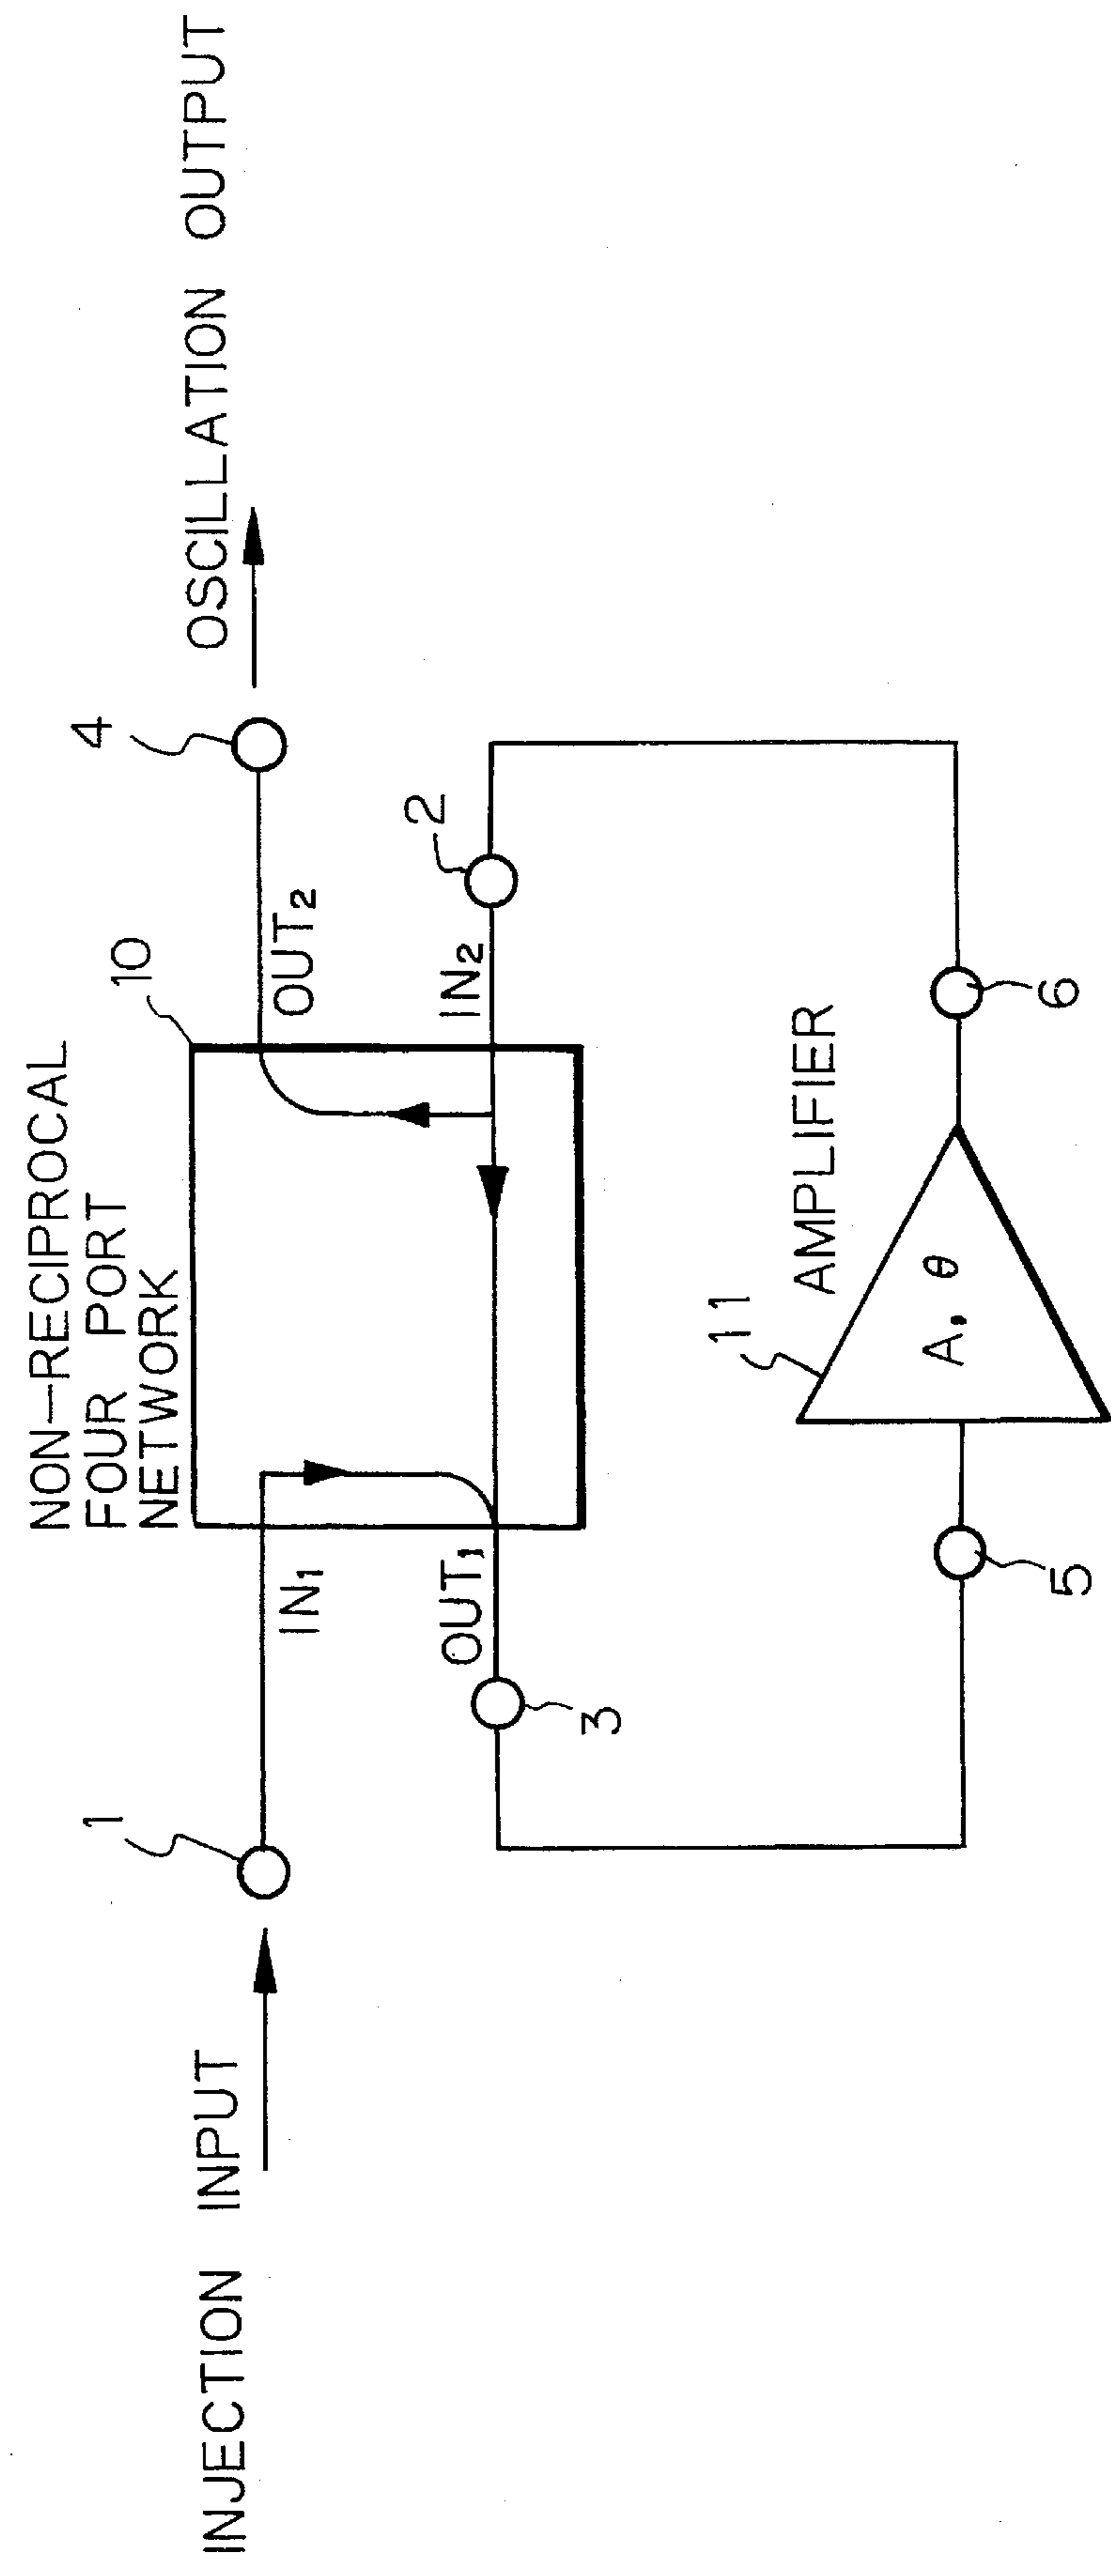 NON-RECIPROCAL
FOUR PORT
NETWORK
10
INJECTION INPUT
1
IN1
OUT2
4
OSCILLATION OUTPUT
3
OUT1
IN2
2
11
AMPLIFIER
A, θ
5
6